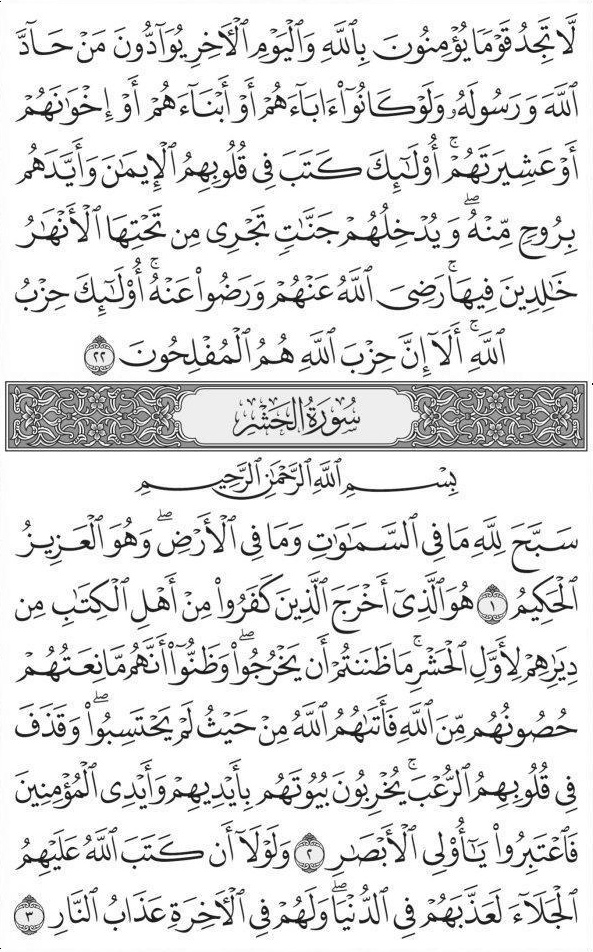 لَّا تَجِدُ قَوْمًا يُؤْمِنُونَ بِٱللَّهِ وَٱلْيَوْمِ ٱلْأَخِرِ يُوَآدُّونَ مَنْ حَآدَّ
ٱللَّهَ وَرَسُولَهُۥ وَلَوْ كَانُوٓا۟ ءَابَآءَهُمْ أَوْ أَبْنَآءَهُمْ أَوْ إِخْوَٰنَهُمْ
أَوْ عَشِيرَتَهُمْ ۚ أُو۟لَٰٓئِكَ كَتَبَ فِى قُلُوبِهِمُ ٱلْإِيمَٰنَ وَأَيَّدَهُم
بِرُوحٍ مِّنْهُ ۖ وَيُدْخِلُهُمْ جَنَّٰتٍ تَجْرِى مِن تَحْتِهَا ٱلْأَنْهَٰرُ
خَٰلِدِينَ فِيهَا ۚ رَضِىَ ٱللَّهُ عَنْهُمْ وَرَضُوا۟ عَنْهُ ۚ أُو۟لَٰٓئِكَ حِزْبُ
ٱللَّهِ ۚ أَلَآ إِنَّ حِزْبَ ٱللَّهِ هُمُ ٱلْمُفْلِحُونَ ٢٢
سُورَةُ الحَشْرِ
بِسْمِ ٱللَّهِ ٱلرَّحْمَٰنِ ٱلرَّحِيمِ
سَبَّحَ لِلَّهِ مَا فِى ٱلسَّمَٰوَٰتِ وَمَا فِى ٱلْأَرْضِ ۖ وَهُوَ ٱلْعَزِيزُ
ٱلْحَكِيمُ ١ هُوَ ٱلَّذِىٓ أَخْرَجَ ٱلَّذِينَ كَفَرُوا۟ مِنْ أَهْلِ ٱلْكِتَٰبِ مِن
دِيَٰرِهِمْ لِأَوَّلِ ٱلْحَشْرِ ۚ مَا ظَنَنتُمْ أَن يَخْرُجُوا۟ ۖ وَظَنُّوٓا۟ أَنَّهُم مَّانِعَتُهُمْ
حُصُونُهُم مِّنَ ٱللَّهِ فَأَتَىٰهُمُ ٱللَّهُ مِنْ حَيْثُ لَمْ يَحْتَسِبُوا۟ ۖ وَقَذَفَ
فِى قُلُوبِهِمُ ٱلرُّعْبَ ۚ يُخْرِبُونَ بُيُوتَهُم بِأَيْدِيهِمْ وَأَيْدِى ٱلْمُؤْمِنِينَ
فَٱعْتَبِرُوا۟ يَٰٓأُو۟لِى ٱلْأَبْصَٰرِ ٢ وَلَوْلَآ أَن كَتَبَ ٱللَّهُ عَلَيْهِمُ
ٱلْجَلَآءَ لَعَذَّبَهُمْ فِى ٱلدُّنْيَا ۖ وَلَهُمْ فِى ٱلْأَخِرَةِ عَذَابُ ٱلنَّارِ ٣